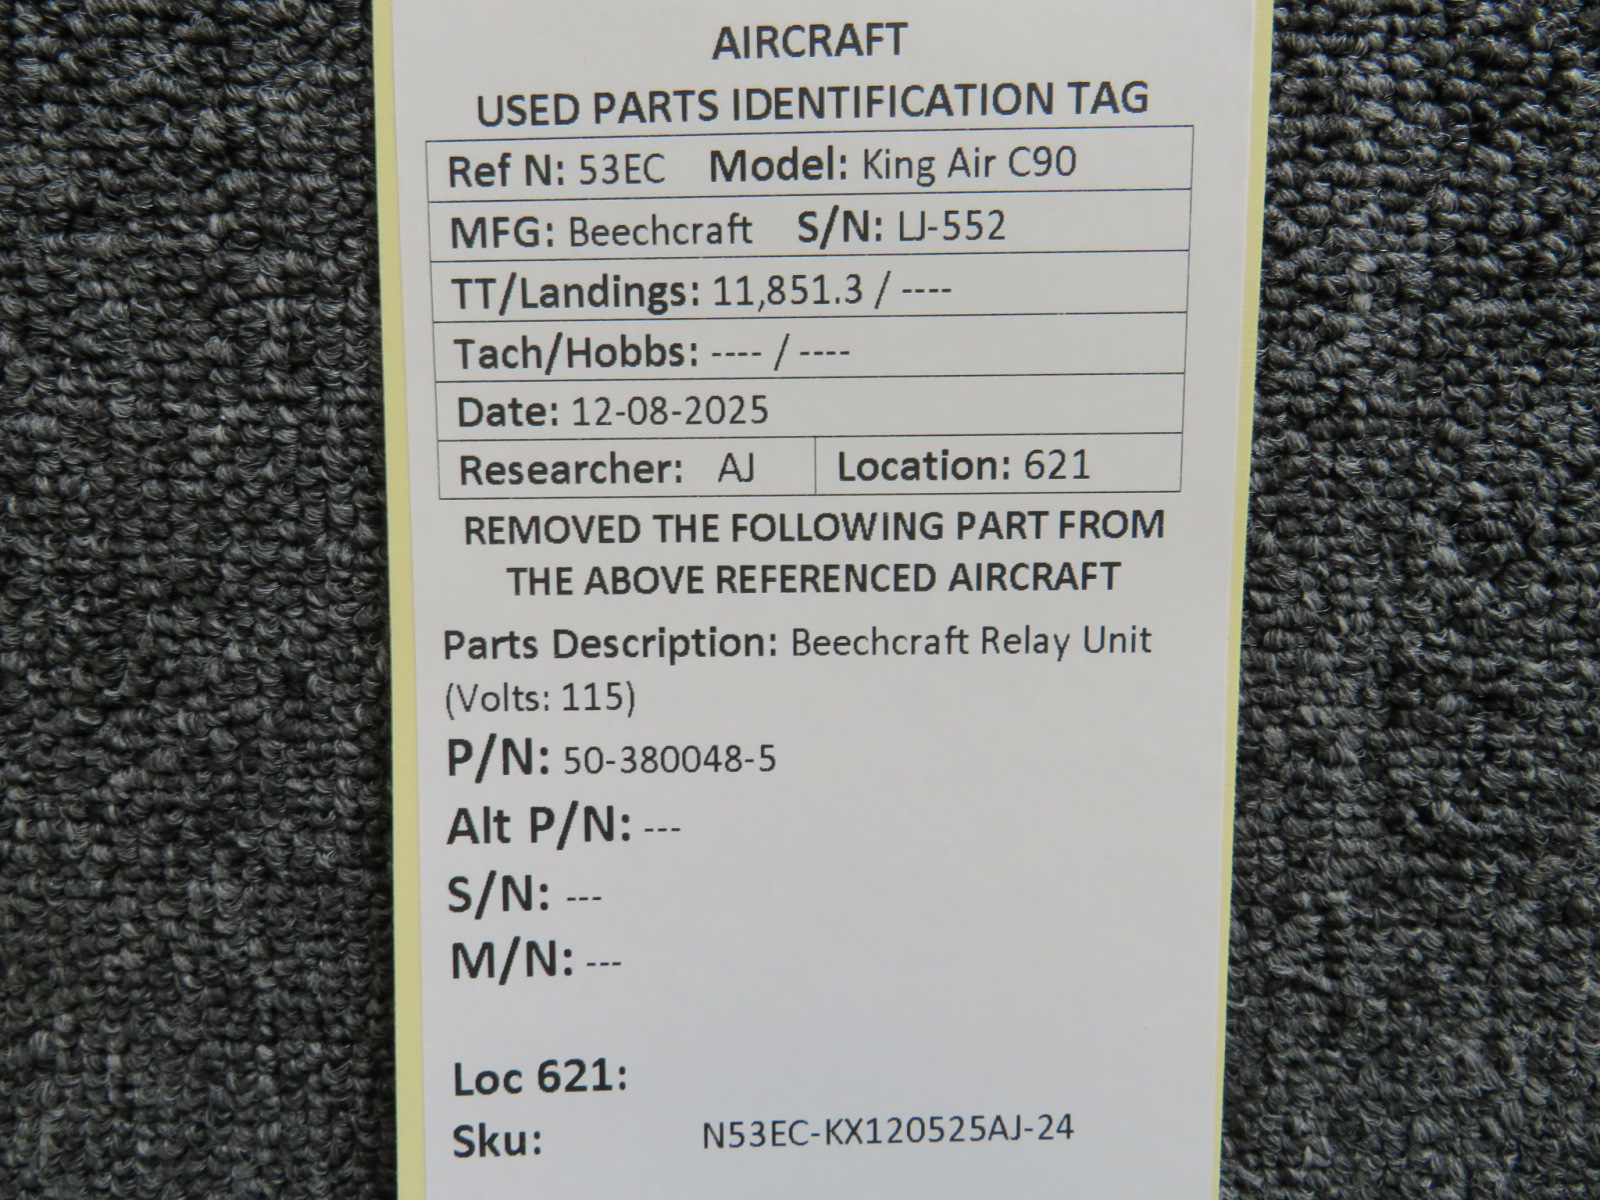 AIRCRAFT
USED PARTS IDENTIFICATION TAG
Ref N: 53EC Model: King Air C90
MFG: Beechcraft S/N: LJ-552
TT/Landings: 11,851.3 / ----
Tach/Hobbs: ---- / ----
Date: 12-08-2025
Researcher: AJ Location: 621
REMOVED THE FOLLOWING PART FROM
THE ABOVE REFERENCED AIRCRAFT
Parts Description: Beechcraft Relay Unit
(Volts: 115)
P/N: 50-380048-5
Alt P/N: ---
S/N: ---
M/N: ---
Loc 621:
Sku: N53EC-KX120525AJ-24